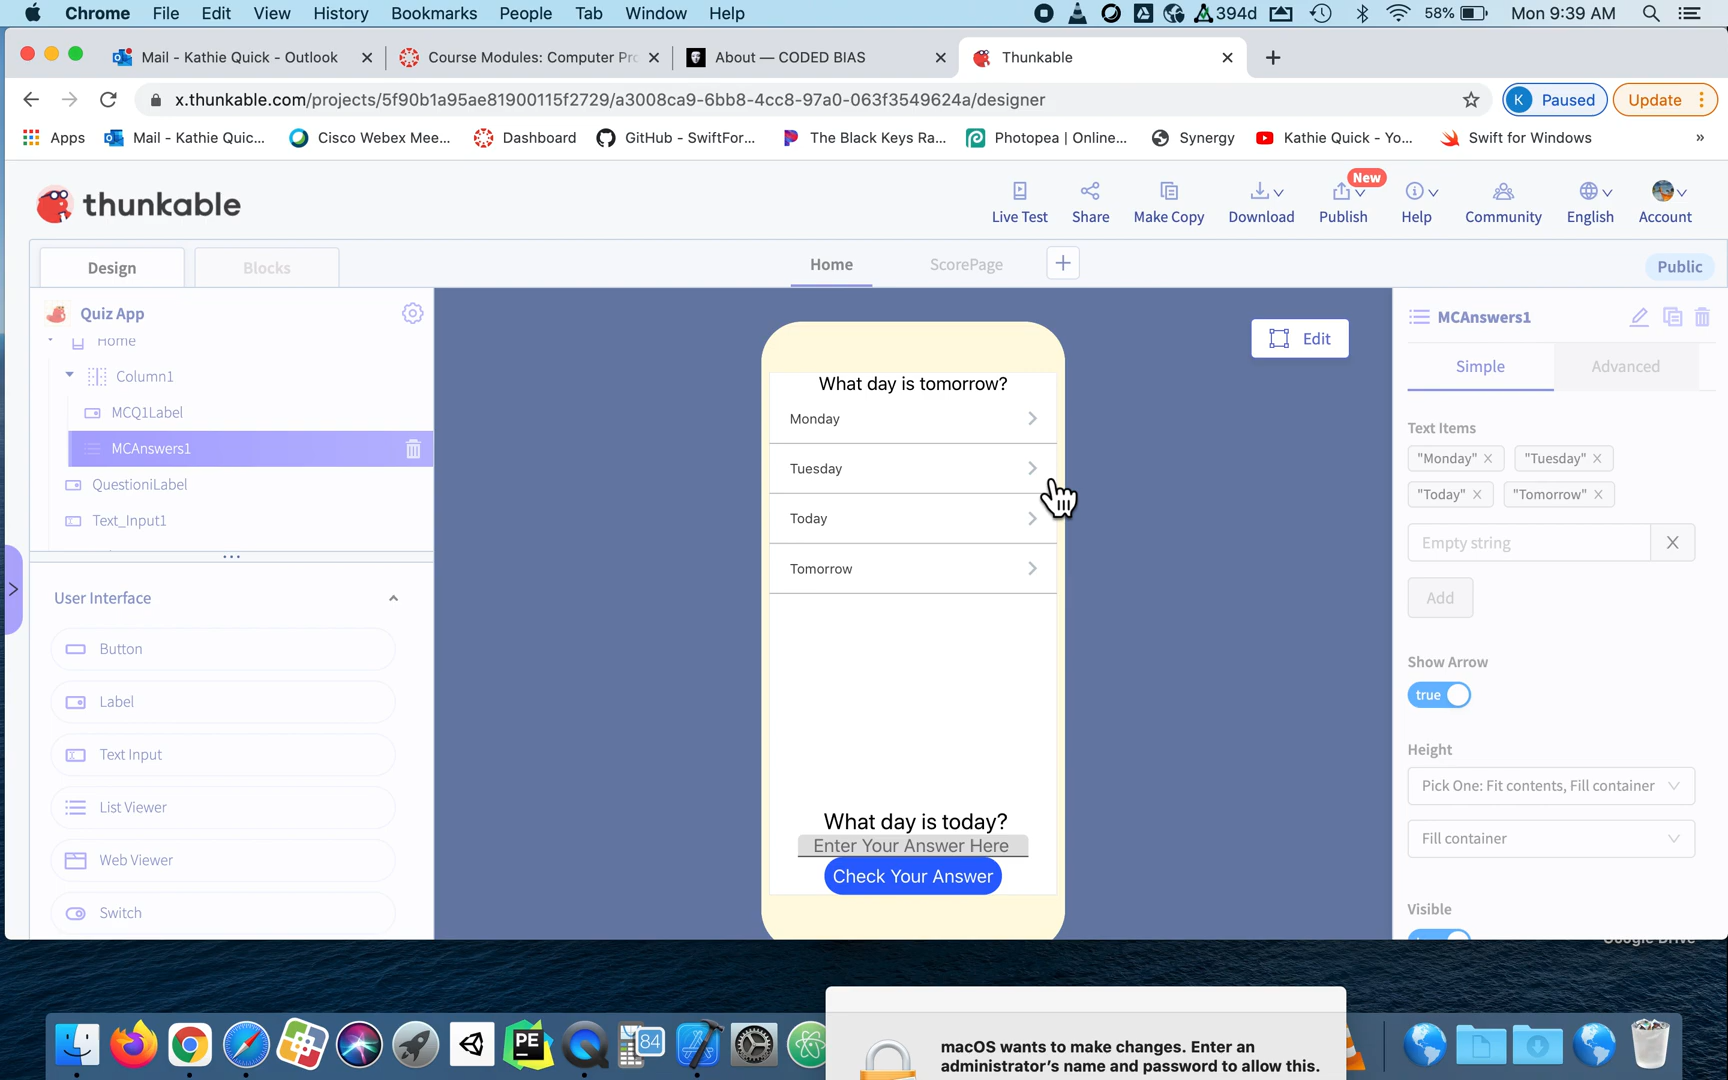 Chrome File Edit View History Bookmarks People Tab Window Help 394d 58% Mon 9:39 AM
Mail - Kathie Quick - Outlook Course Modules: Computer Pr About — CODED BIAS Thunkable
x.thunkable.com/projects/5f90b1a95ae81900115f2729/a3008ca9-6bb8-4cc8-97a0-063f3549624a/designer K Paused Update
Apps Mail - Kathie Quic... Cisco Webex Mee... Dashboard GitHub - SwiftFor... The Black Keys Ra... Photopea | Online... Synergy Kathie Quick - Yo... Swift for Windows »
New
thunkable
Live Test Share Make Copy Download Publish Help Community English Account
Design Blocks Home ScorePage + Public
Quiz App
Home
Column1
MCQ1Label
MCAnswers1
QuestioniLabel
Text_Input1
User Interface
Button
Label
Text Input
List Viewer
Web Viewer
Switch
Edit
What day is tomorrow?
Monday
Tuesday
Today
Tomorrow
What day is today?
Enter Your Answer Here
Check Your Answer
MCAnswers1
Simple Advanced
Text Items
"Monday" "Tuesday"
"Today" "Tomorrow"
Empty string X
Add
Show Arrow
true
Height
Pick One: Fit contents, Fill container
Fill container
Visible
Google Drive
PE 84
macOS wants to make changes. Enter an
administrator's name and password to allow this.